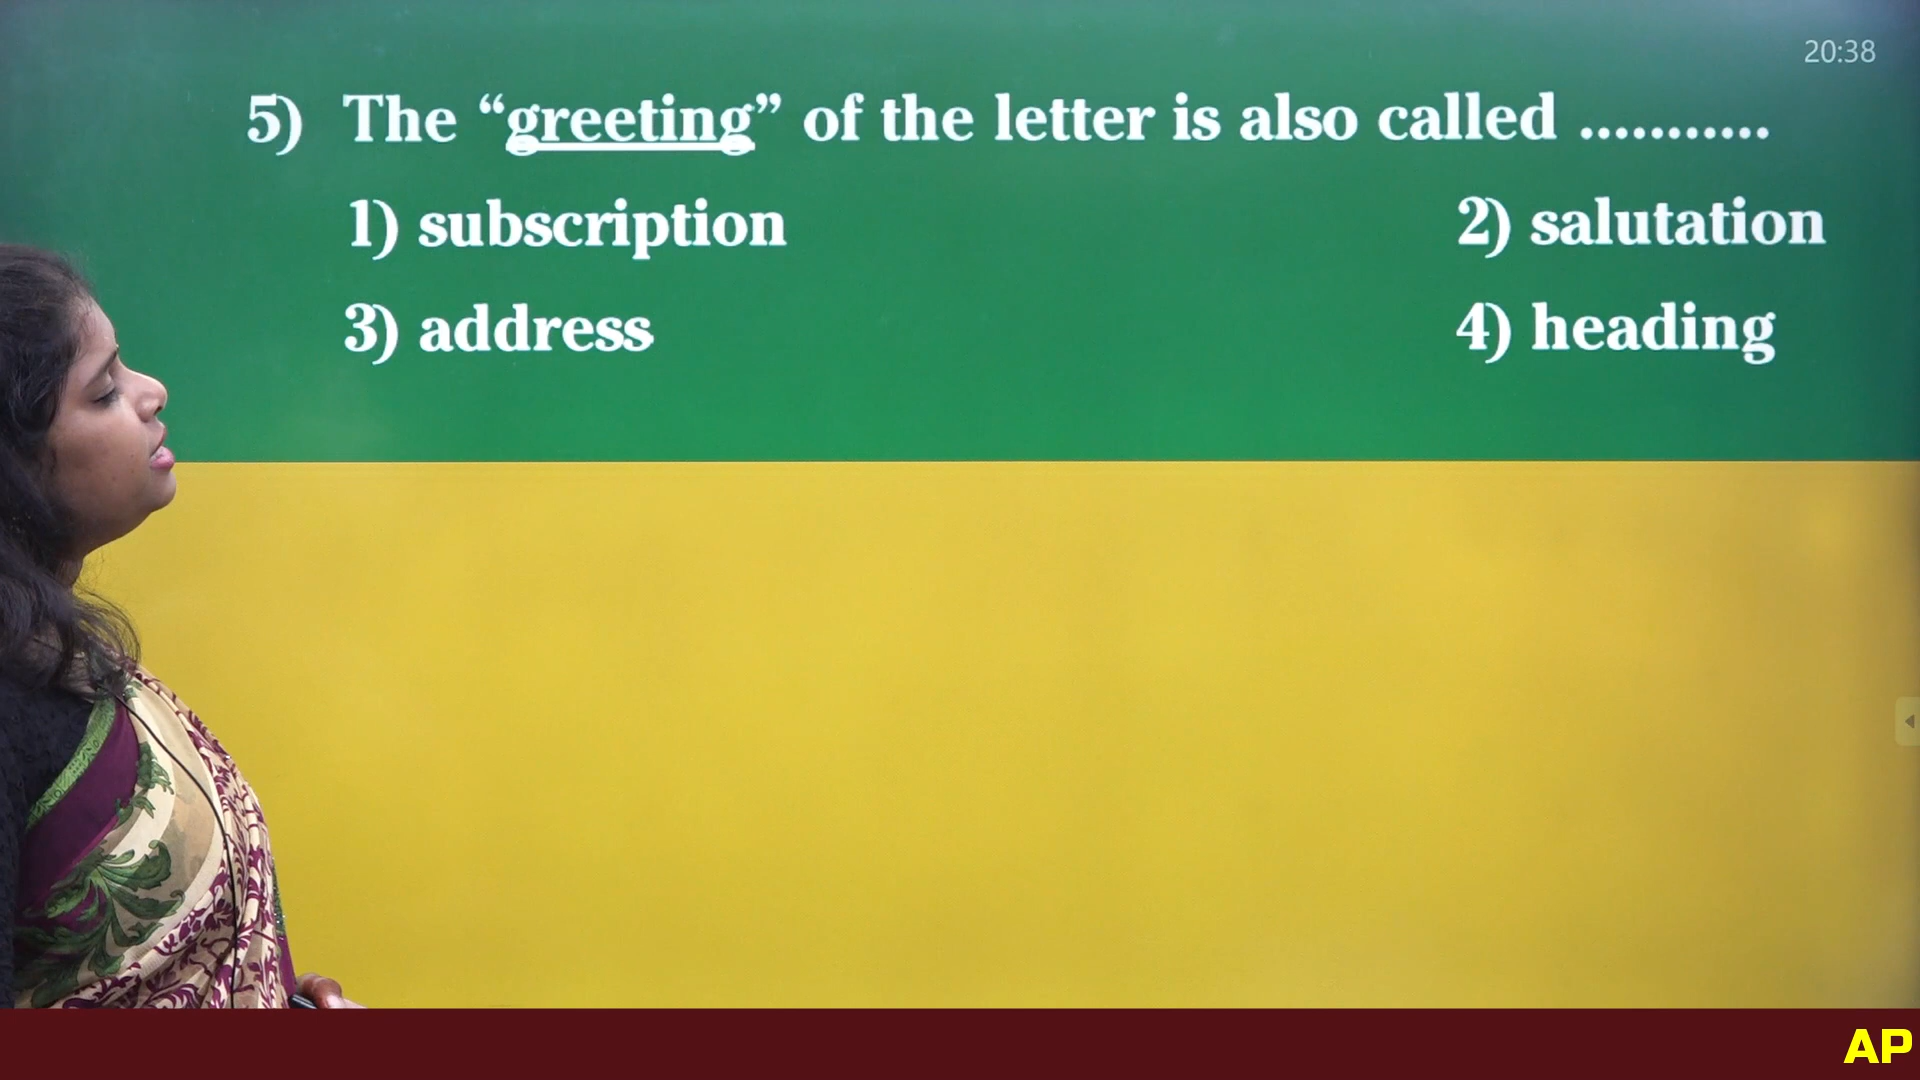 20:38
5) The “greeting” of the letter is also called ...........
1) subscription 2) salutation
3) address 4) heading
AP